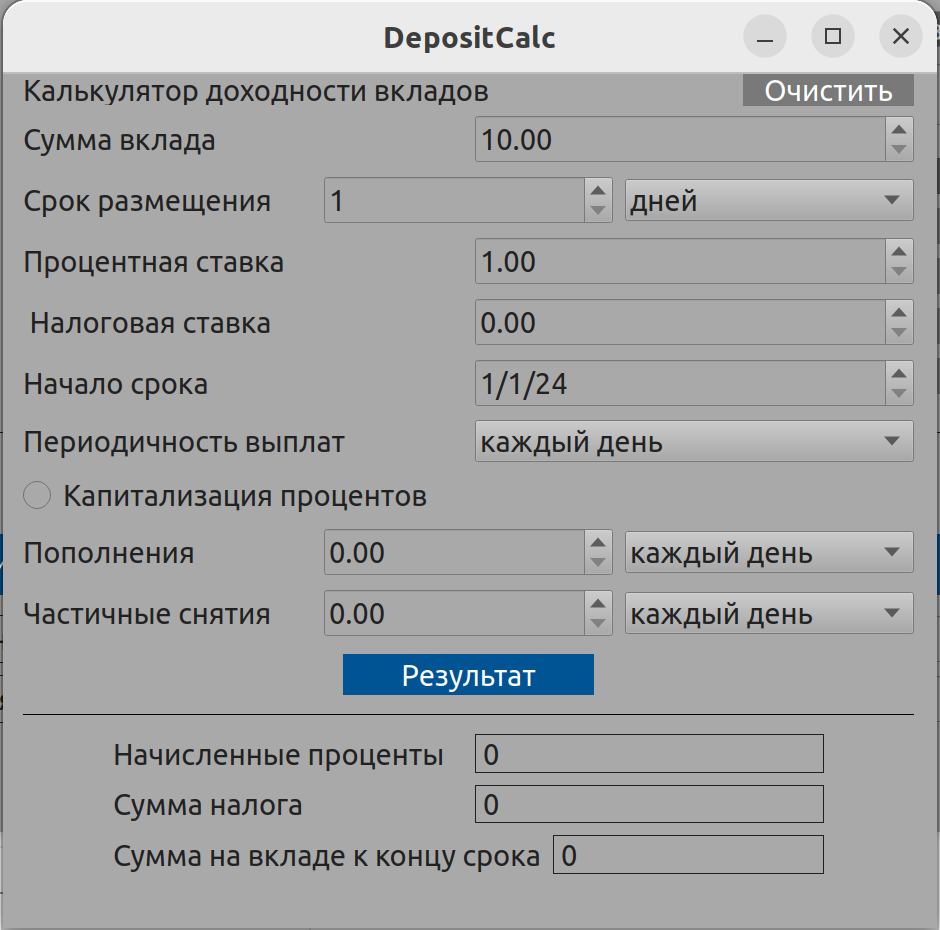 DepositCalc
Калькулятор доходности вкладов Очистить
Сумма вклада 10.00
Срок размещения 1 дней
Процентная ставка 1.00
Налоговая ставка 0.00
Начало срока 1/1/24
Периодичность выплат каждый день
Капитализация процентов
Пополнения 0.00 каждый день
Частичные снятия 0.00 каждый день
Результат
Начисленные проценты 0
Сумма налога 0
Сумма на вкладе к концу срока 0